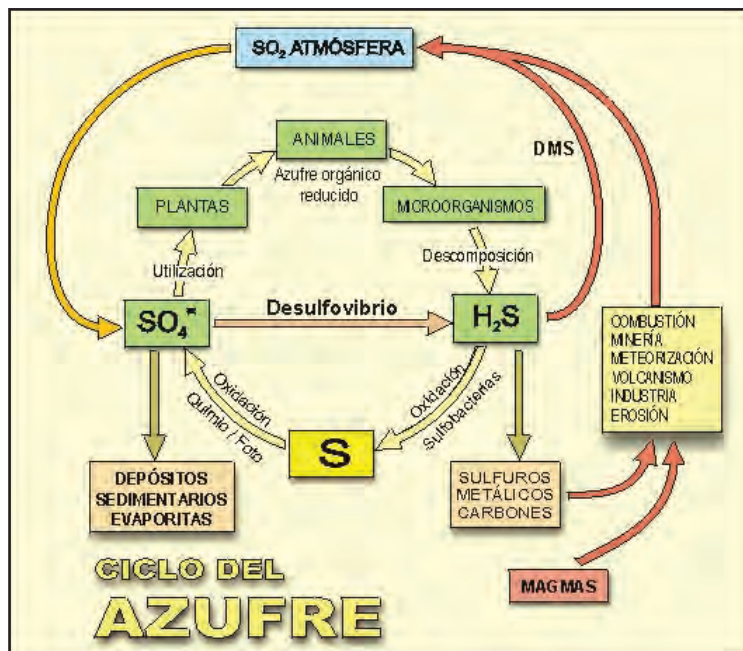 SO₂ ATMÓSFERA
DMS
ANIMALES
Azufre orgánico
reducido
PLANTAS
MICROORGANISMOS
Utilización
Descomposición
SO₄⁼
Desulfovibrio
H₂S
COMBUSTIÓN
MINERÍA
METEORIZACIÓN
VOLCANISMO
INDUSTRIA
EROSIÓN
Oxidación
Químio / Foto
S
Oxidación
Sulfobacterías
DEPÓSITOS
SEDIMENTARIOS
EVAPORITAS
SULFUROS
METÁLICOS
CARBONES
MAGMAS
CICLO DEL
AZUFRE